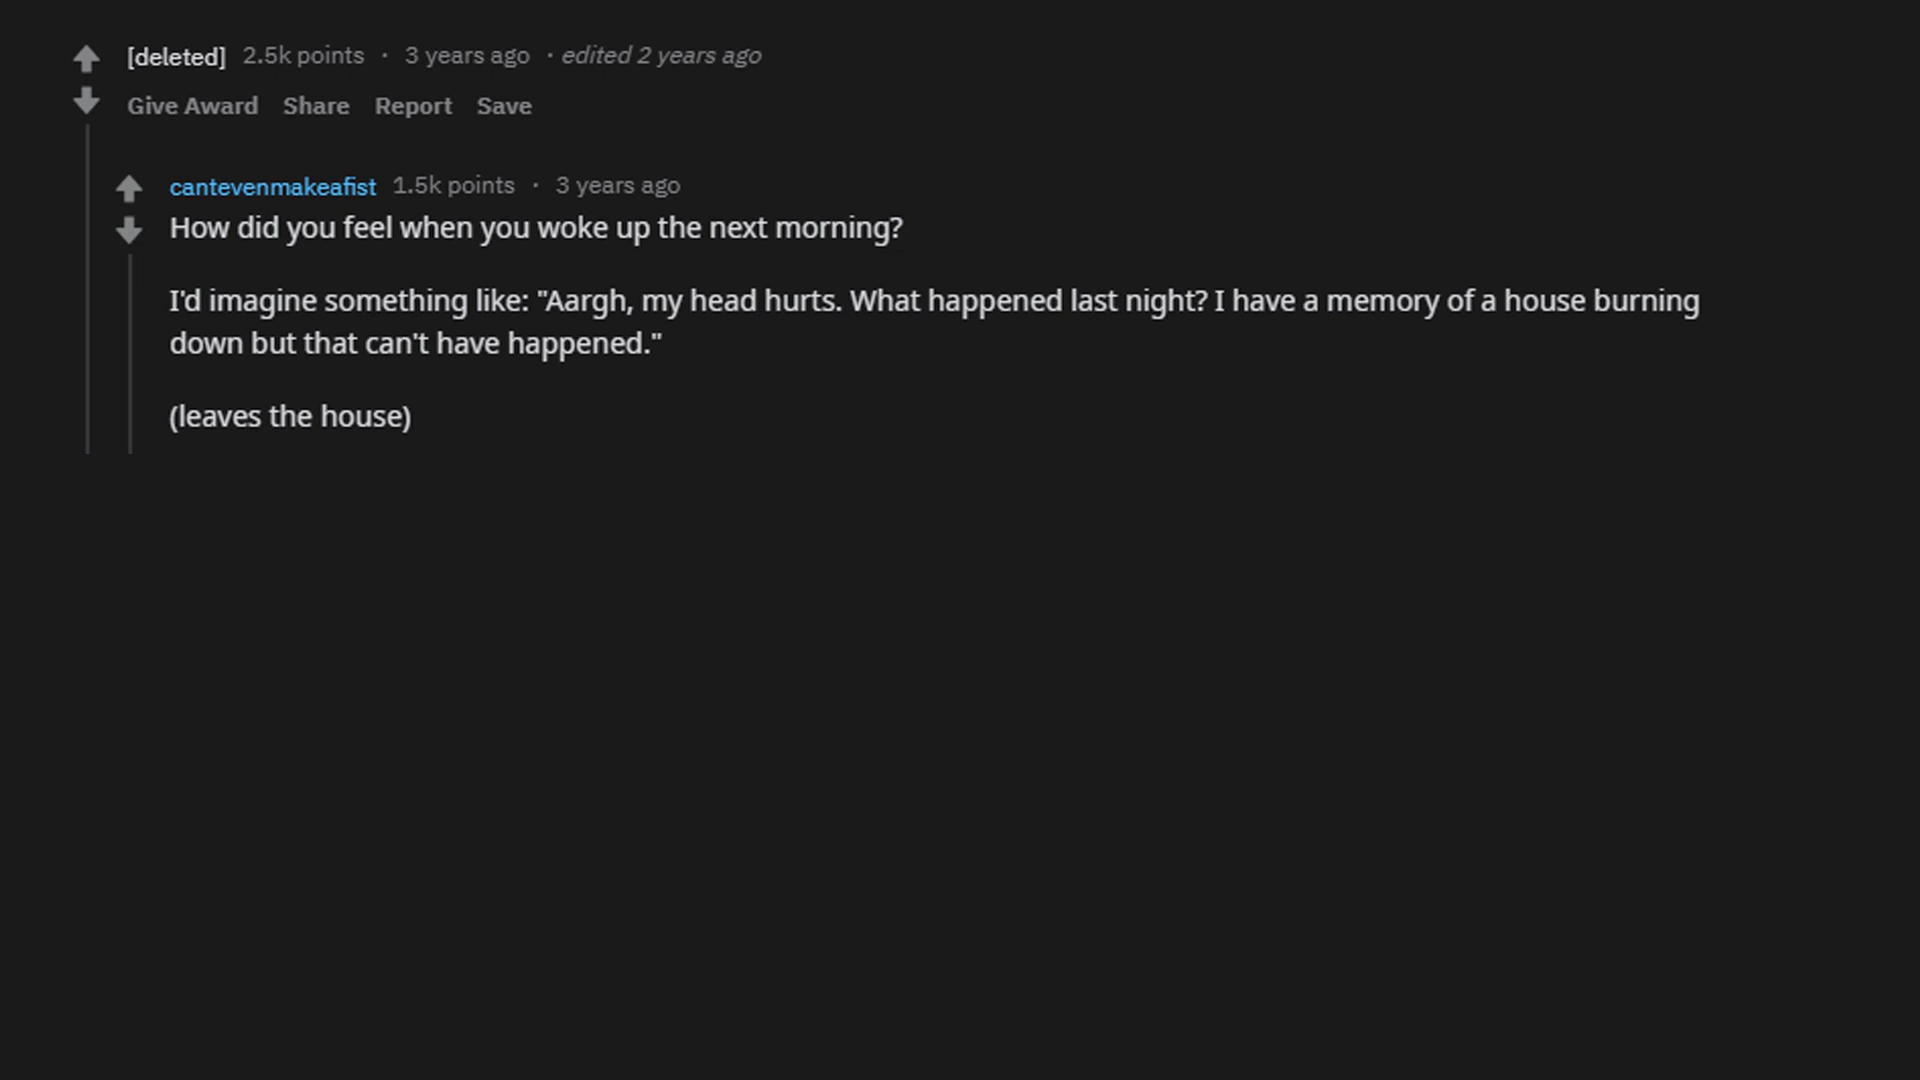 [deleted] 2.5k points · 3 years ago · edited 2 years ago
Give Award Share Report Save
cantevenmakeafist 1.5k points · 3 years ago
How did you feel when you woke up the next morning?
I'd imagine something like: "Aargh, my head hurts. What happened last night? I have a memory of a house burning
down but that can't have happened."
(leaves the house)